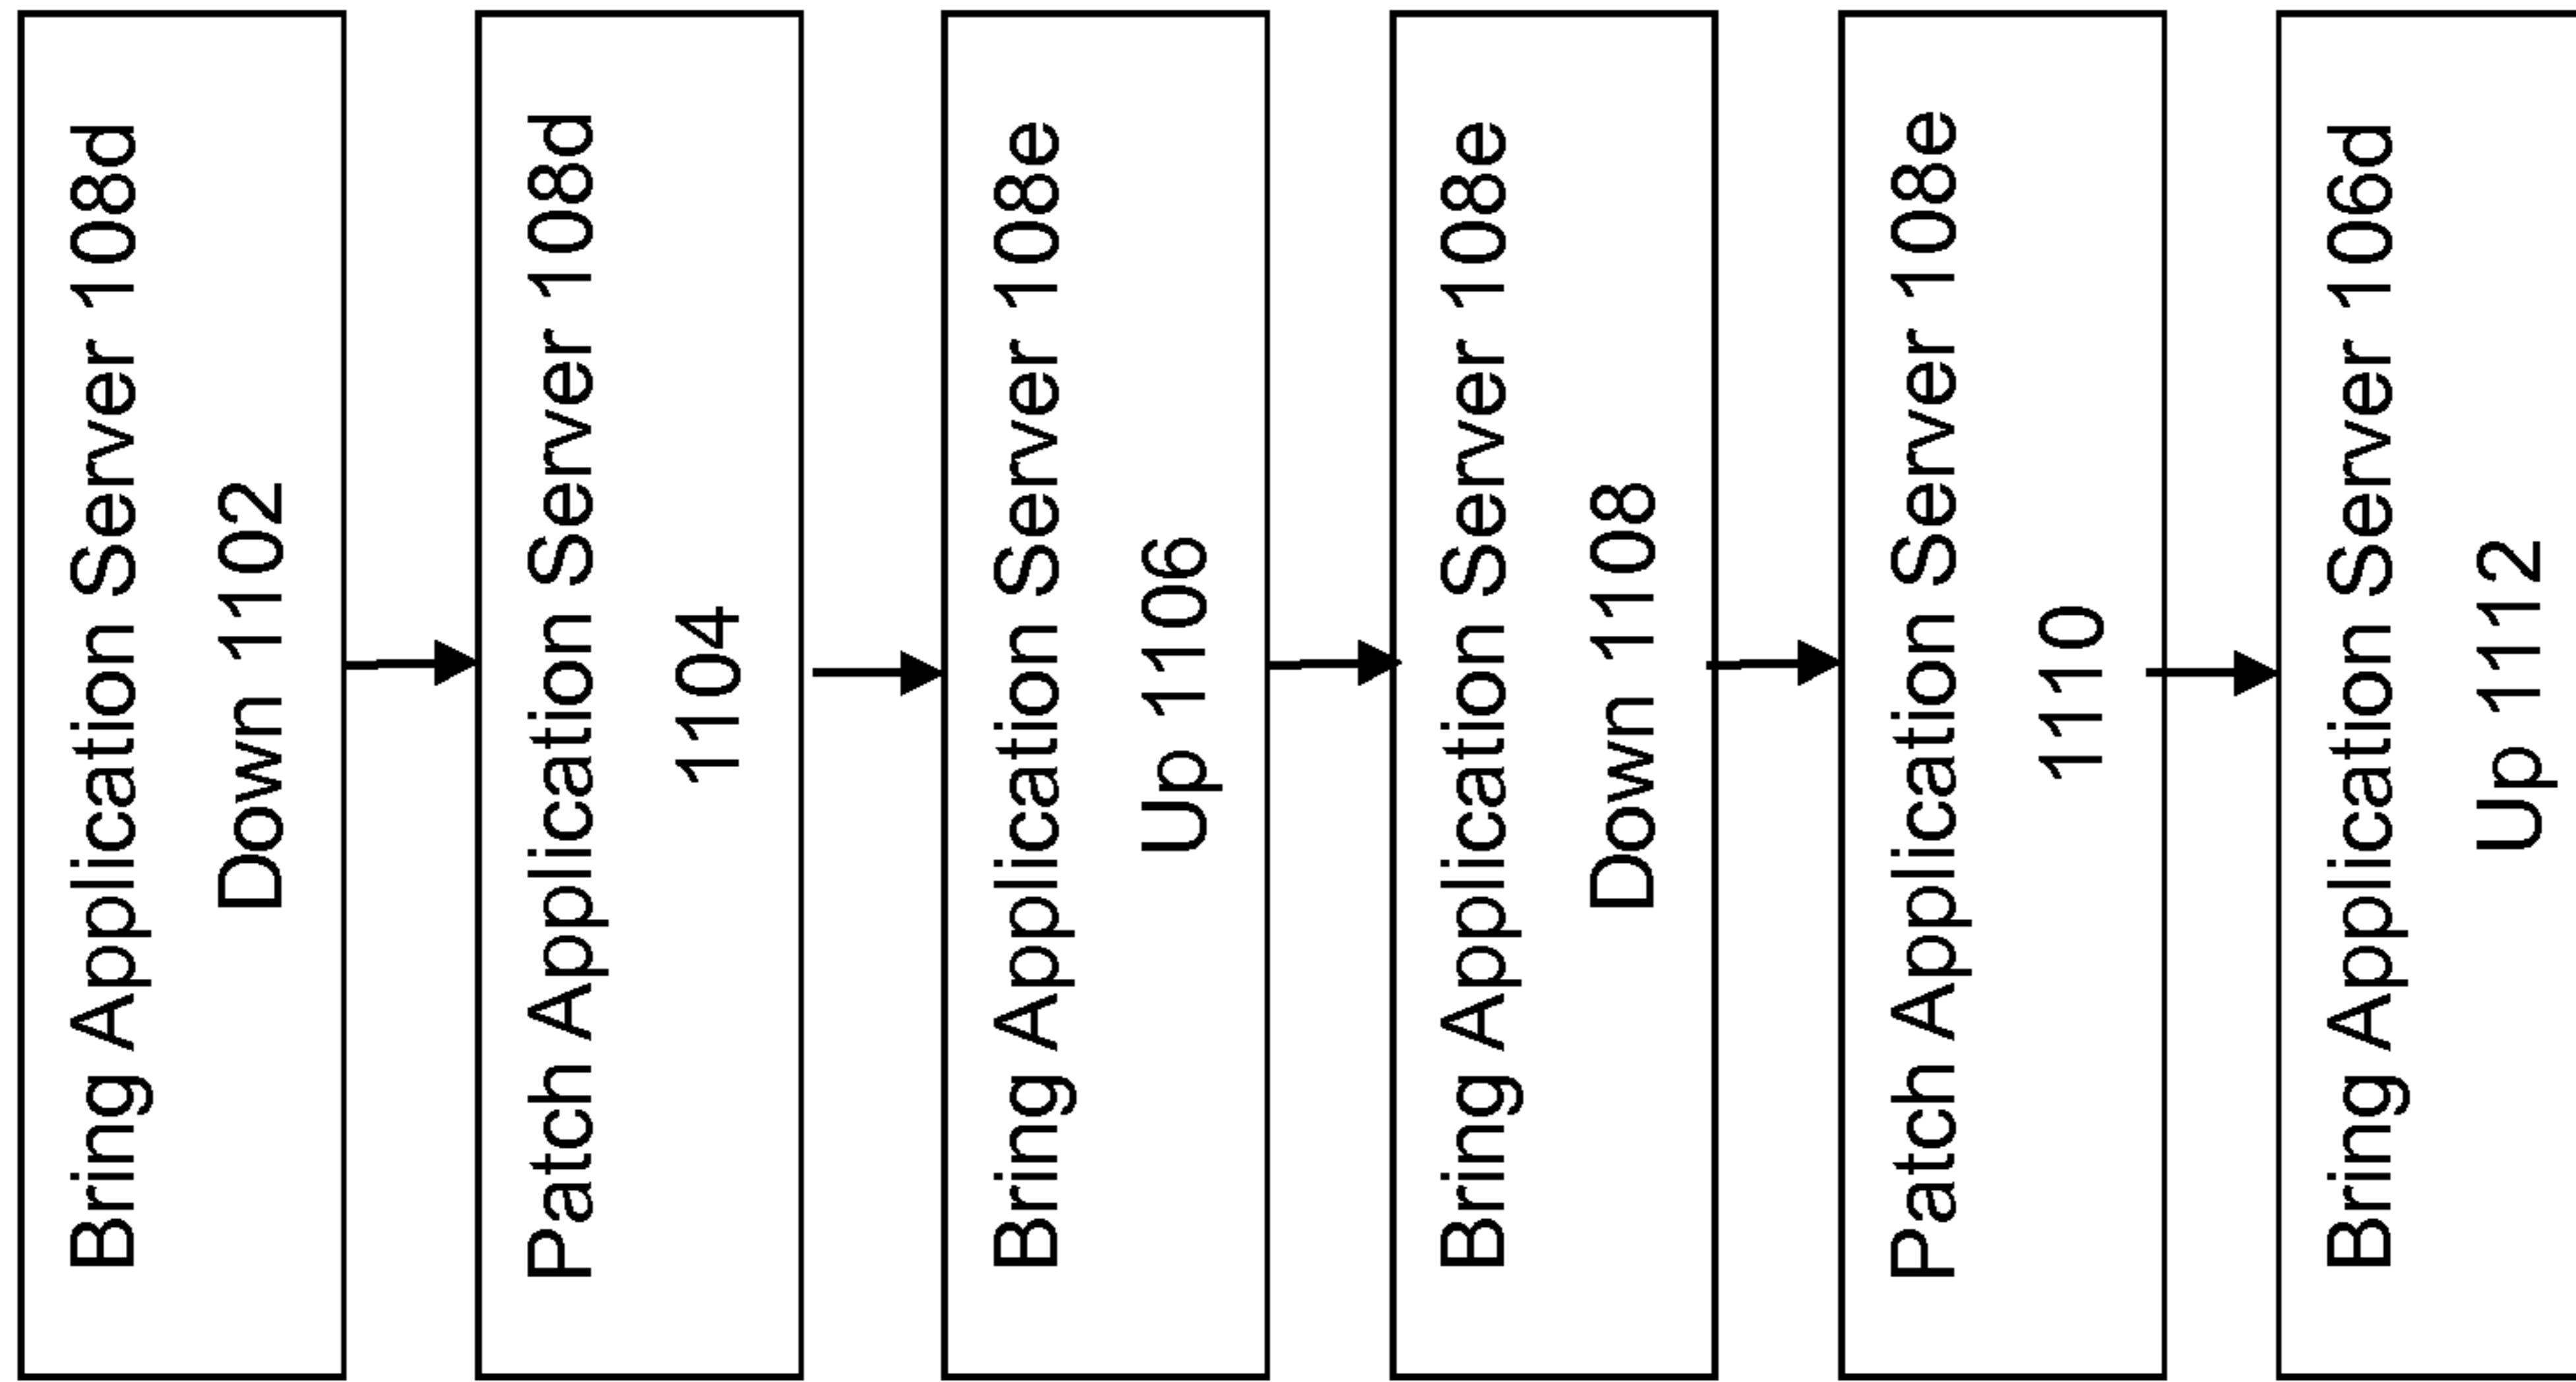 Bring Application Server 108d
Down 1102
Patch Application Server 108d
1104
Bring Application Server 108e
Up 1106
Bring Application Server 108e
Down 1108
Patch Application Server 108e
1110
Bring Application Server 106d
Up 1112